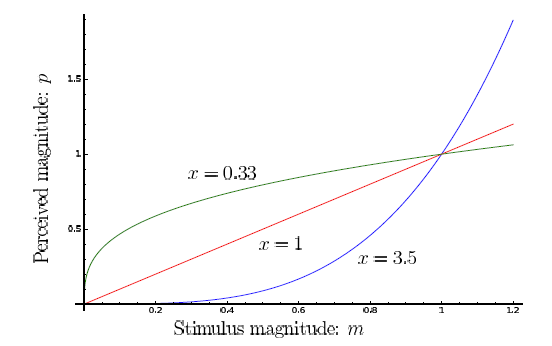 Perceived magnitude: p
1.5
1
0.5
x = 0.33
x = 1
x = 3.5
0.2 0.4 0.6 0.8 1 1.2
Stimulus magnitude: m